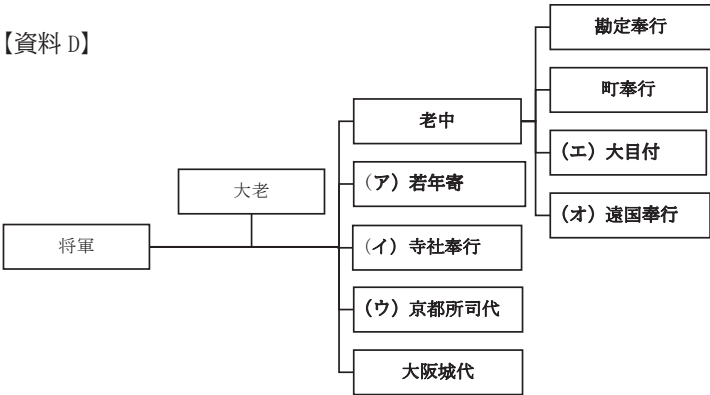 【資料 D】
勘定奉行
町奉行
老中
(エ) 大目付
(ア) 若年寄
大老
(オ) 遠国奉行
将軍
(イ) 寺社奉行
(ウ) 京都所司代
大阪城代